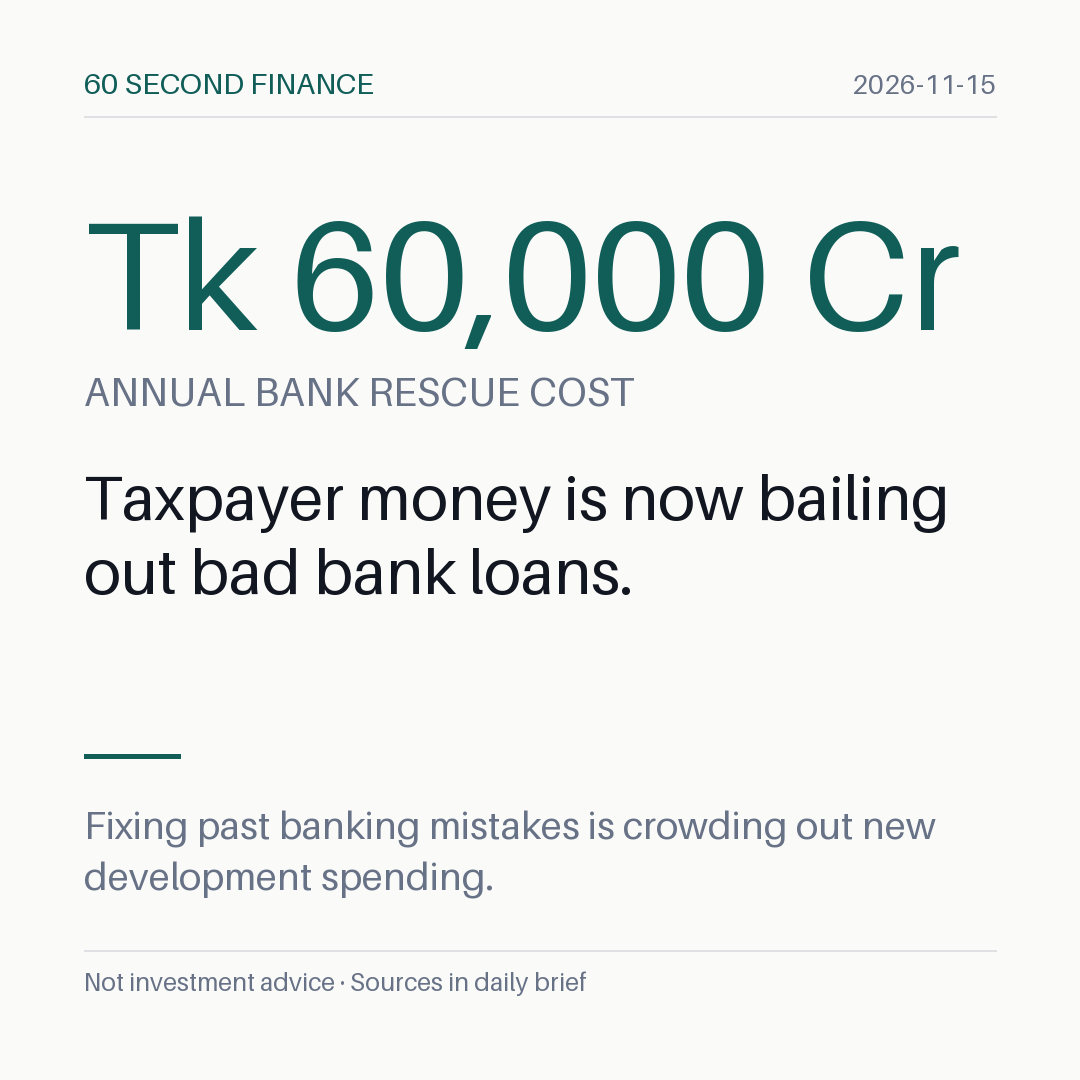 60 SECOND FINANCE
2026-11-15
Tk 60,000 Cr
ANNUAL BANK RESCUE COST
Taxpayer money is now bailing
out bad bank loans.
Fixing past banking mistakes is crowding out new
development spending.
Not investment advice · Sources in daily brief